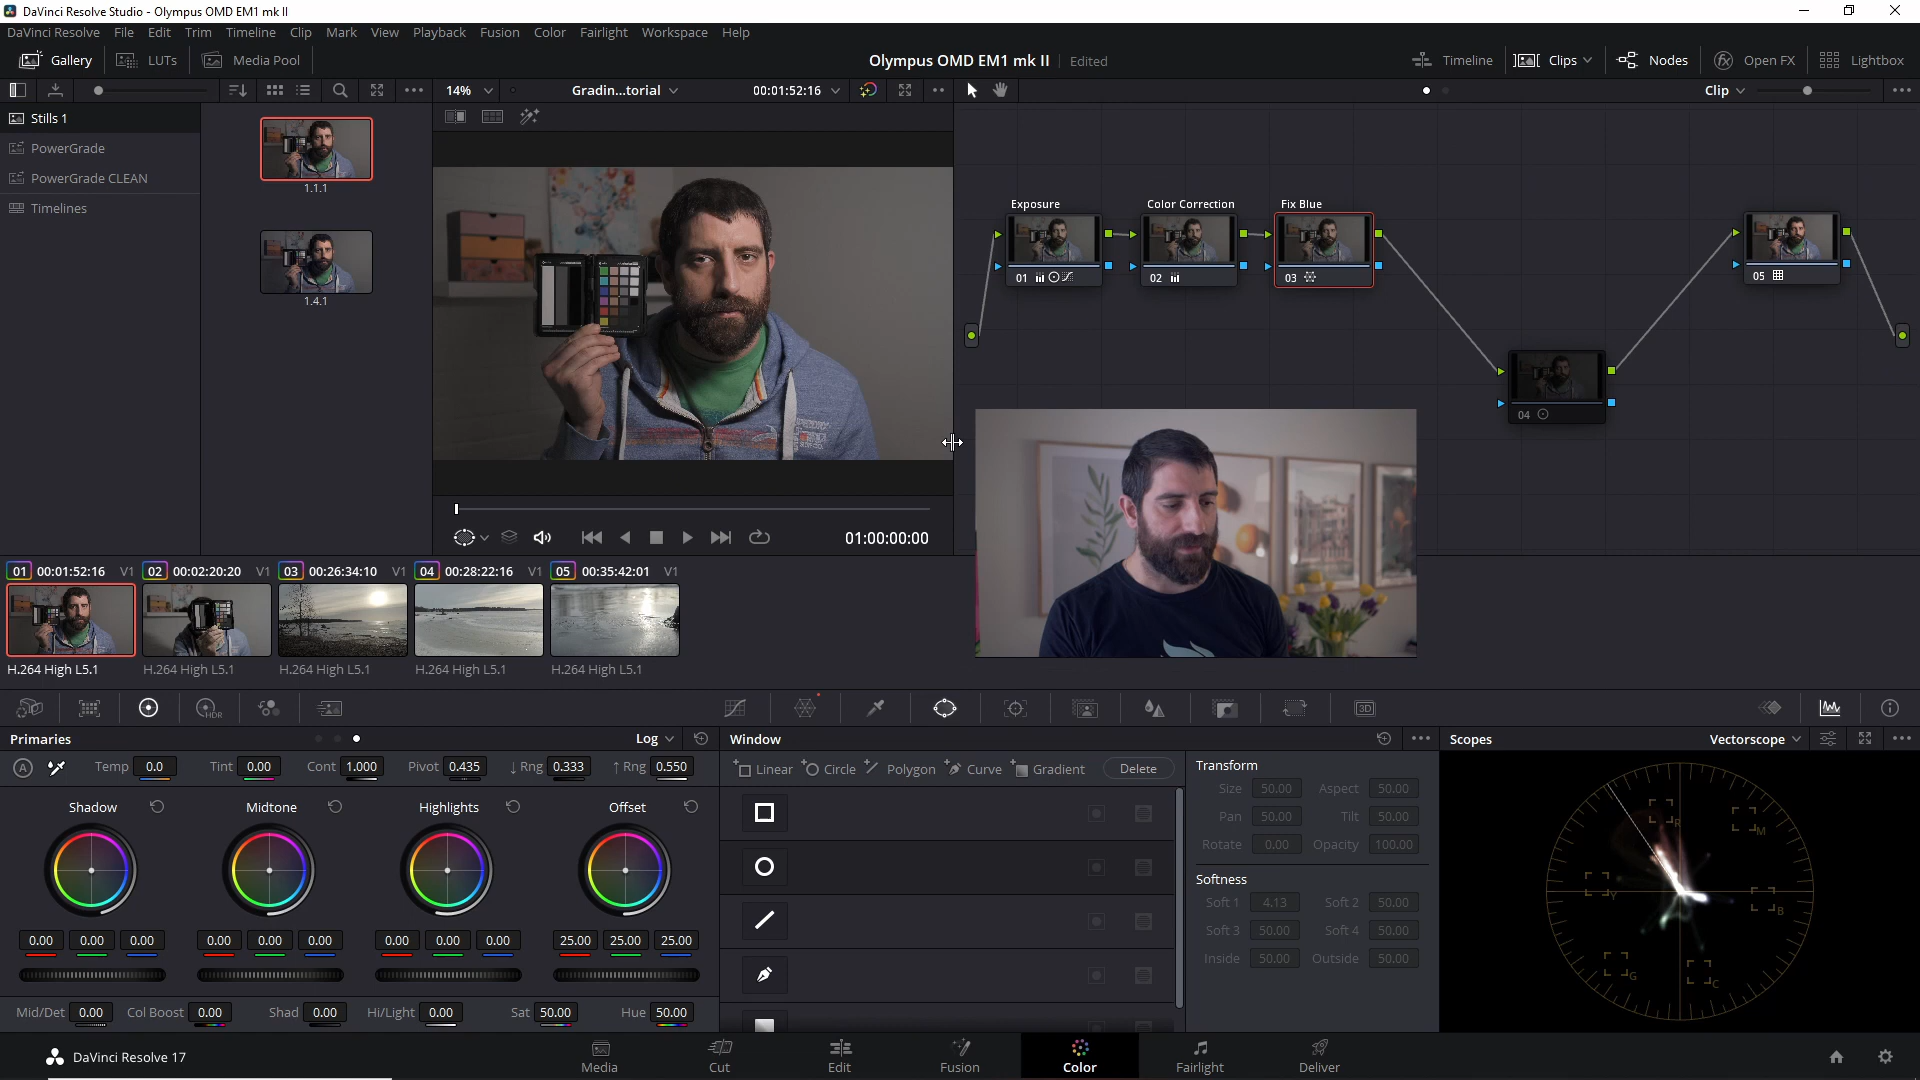 DaVinci Resolve Studio - Olympus OMD EM1 mk II
DaVinci Resolve File Edit Trim Timeline Clip Mark View Playback Fusion Color Fairlight Workspace Help
Gallery LUTs Media Pool Olympus OMD EM1 mk II Edited Timeline Clips Nodes Open FX Lightbox
14% Gradin...torial 00:01:52:16 Clip
Stills 1
PowerGrade
PowerGrade CLEAN
Timelines
1.1.1
1.4.1
01:00:00:00
Exposure Color Correction Fix Blue
01 02 03 05
04
01 00:01:52:16 V1 02 00:02:20:20 V1 03 00:26:34:10 V1 04 00:28:22:16 V1 05 00:35:42:01 V1
H.264 High L5.1 H.264 High L5.1 H.264 High L5.1 H.264 High L5.1 H.264 High L5.1
HDR 3D
Primaries Log
A Temp 0.0 Tint 0.00 Cont 1.000 Pivot 0.435 ↓ Rng 0.333 ↑ Rng 0.550
Shadow Midtone Highlights Offset
0.00 0.00 0.00 0.00 0.00 0.00 0.00 0.00 0.00 25.00 25.00 25.00
Mid/Det 0.00 Col Boost 0.00 Shad 0.00 Hi/Light 0.00 Sat 50.00 Hue 50.00
Window
Linear Circle Polygon Curve Gradient Delete
Transform
Size 50.00 Aspect 50.00
Pan 50.00 Tilt 50.00
Rotate 0.00 Opacity 100.00
Softness
Soft 1 4.13 Soft 2 50.00
Soft 3 50.00 Soft 4 50.00
Inside 50.00 Outside 50.00
Scopes Vectorscope
R M
Y B
G C
DaVinci Resolve 17 Media Cut Edit Fusion Color Fairlight Deliver